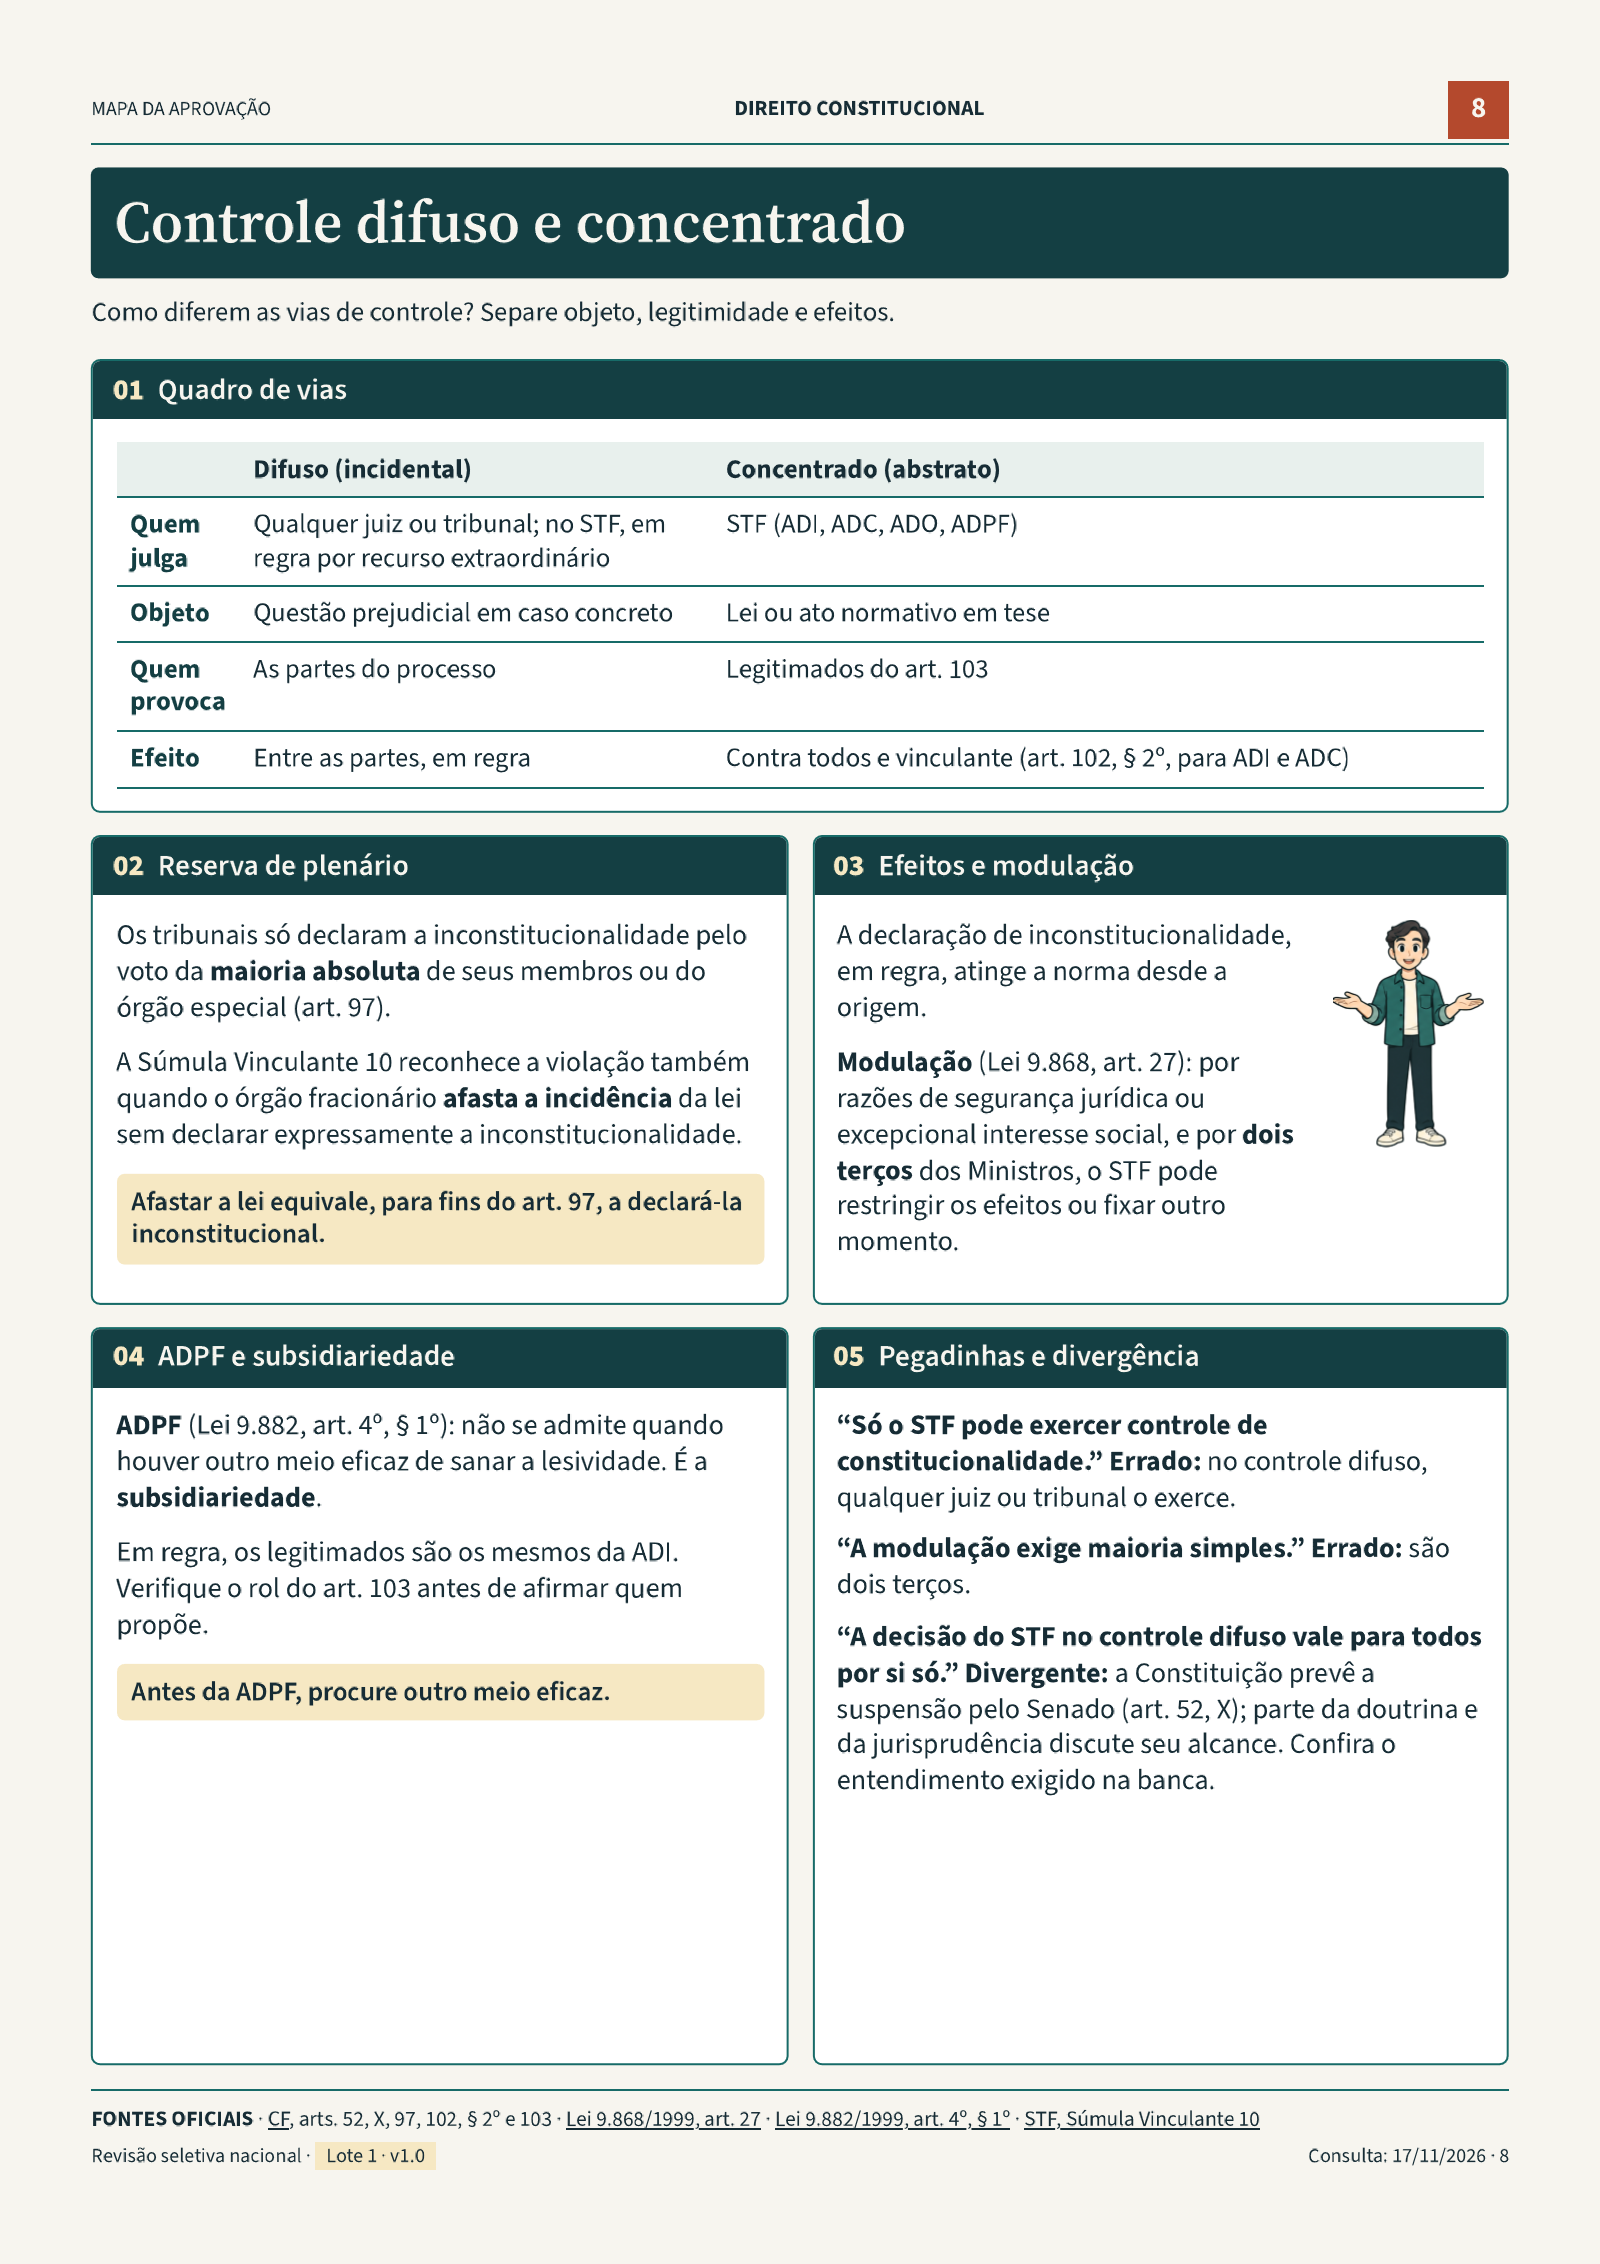 MAPA DA APROVAÇÃO
DIREITO CONSTITUCIONAL
8
Controle difuso e concentrado
Como diferem as vias de controle? Separe objeto, legitimidade e efeitos.
01 Quadro de vias
Difuso (incidental) Concentrado (abstrato)
Quem julga
Qualquer juiz ou tribunal; no STF, em
regra por recurso extraordinário
STF (ADI, ADC, ADO, ADPF)
Objeto Questão prejudicial em caso concreto Lei ou ato normativo em tese
Quem provoca
As partes do processo Legitimados do art. 103
Efeito Entre as partes, em regra Contra todos e vinculante (art. 102, § 2º, para ADI e ADC)
02 Reserva de plenário
Os tribunais só declaram a inconstitucionalidade pelo
voto da maioria absoluta de seus membros ou do
órgão especial (art. 97).
A Súmula Vinculante 10 reconhece a violação também
quando o órgão fracionário afasta a incidência da lei
sem declarar expressamente a inconstitucionalidade.
Afastar a lei equivale, para fins do art. 97, a declará-la
inconstitucional.
03 Efeitos e modulação
A declaração de inconstitucionalidade,
em regra, atinge a norma desde a
origem.
Modulação (Lei 9.868, art. 27): por
razões de segurança jurídica ou
excepcional interesse social, e por dois
terços dos Ministros, o STF pode
restringir os efeitos ou fixar outro
momento.
04 ADPF e subsidiariedade
ADPF (Lei 9.882, art. 4º, § 1º): não se admite quando
houver outro meio eficaz de sanar a lesividade. É a
subsidiariedade.
Em regra, os legitimados são os mesmos da ADI.
Verifique o rol do art. 103 antes de afirmar quem
propõe.
Antes da ADPF, procure outro meio eficaz.
05 Pegadinhas e divergência
“Só o STF pode exercer controle de
constitucionalidade.” Errado: no controle difuso,
qualquer juiz ou tribunal o exerce.
“A modulação exige maioria simples.” Errado: são
dois terços.
“A decisão do STF no controle difuso vale para todos
por si só.” Divergente: a Constituição prevê a
suspensão pelo Senado (art. 52, X); parte da doutrina e
da jurisprudência discute seu alcance. Confira o
entendimento exigido na banca.
FONTES OFICIAIS · CF, arts. 52, X, 97, 102, § 2º e 103 · Lei 9.868/1999, art. 27 · Lei 9.882/1999, art. 4º, § 1º · STF, Súmula Vinculante 10
Revisão seletiva nacional · Lote 1 · v1.0
Consulta: 17/11/2026 · 8